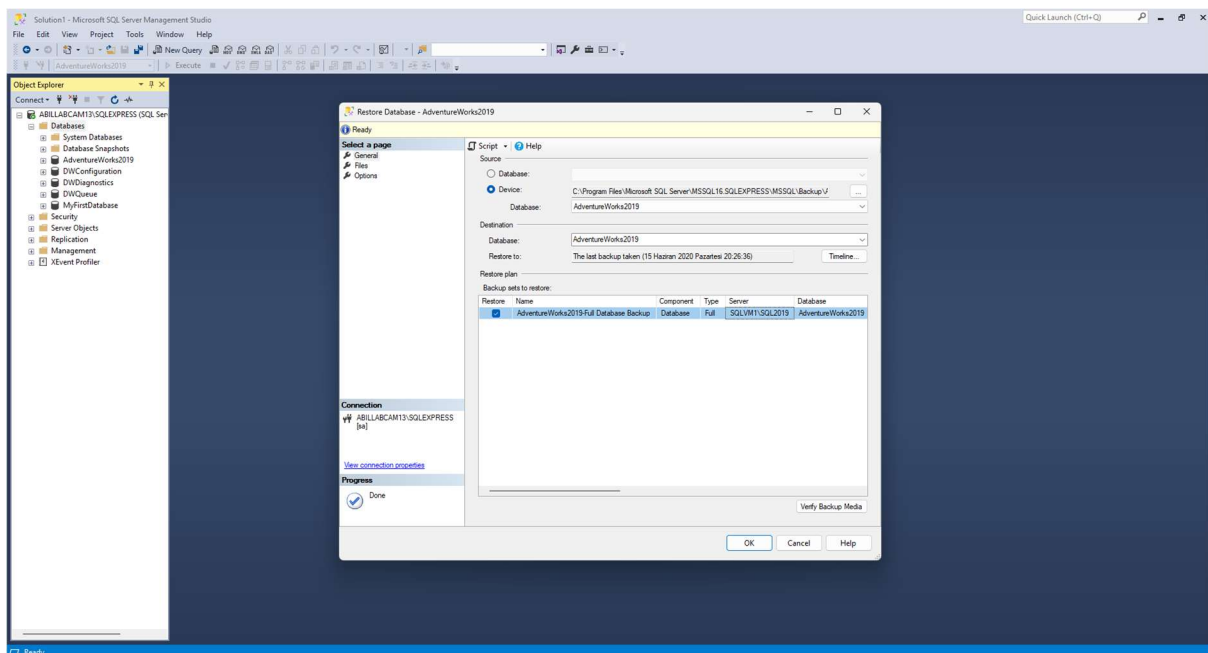 Solution1 - Microsoft SQL Server Management Studio
Quick Launch (Ctrl+Q)
File Edit View Project Tools Window Help
New Query
AdventureWorks2019 Execute
Object Explorer
Connect
ABILLABCAM13\SQLEXPRESS (SQL Ser
Databases
System Databases
Database Snapshots
AdventureWorks2019
DWConfiguration
DWDiagnostics
DWQueue
MyFirstDatabase
Security
Server Objects
Replication
Management
XEvent Profiler
Restore Database - AdventureWorks2019
Ready
Select a page
General
Files
Options
Script Help
Source
Database:
Device: C:\Program Files\Microsoft SQL Server\MSSQL16.SQLEXPRESS\MSSQL\Backup\
...
Database: AdventureWorks2019
Destination
Database: AdventureWorks2019
Restore to: The last backup taken (15 Haziran 2020 Pazartesi 20:26:36) Timeline...
Restore plan
Backup sets to restore:
Restore Name Component Type Server Database
AdventureWorks2019-Full Database Backup Database Full SQLVM1\SQL2019 AdventureWorks2019
Connection
ABILLABCAM13\SQLEXPRESS
[sa]
View connection properties
Progress
Done
Verify Backup Media
OK Cancel Help
Ready